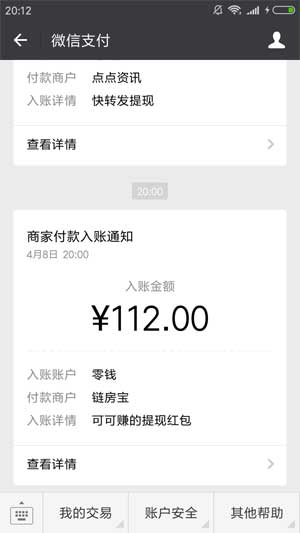 20:12
微信支付
付款商户 点点资讯
入账详情 快转发提现
查看详情
20:00
商家付款入账通知
4月8日 20:00
入账金额
¥112.00
入账账户 零钱
付款商户 链房宝
入账详情 可可赚的提现红包
查看详情
我的交易 账户安全 其他帮助